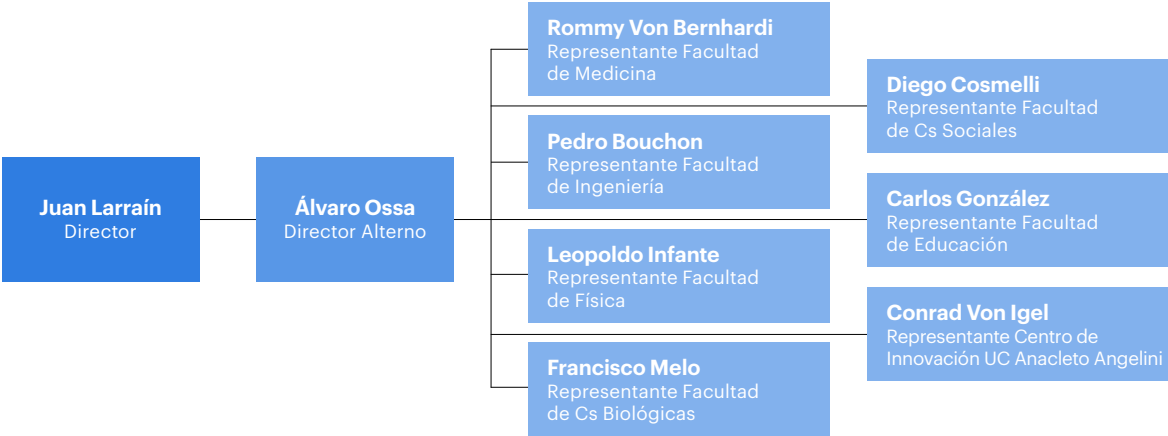 Juan Larraín
Director
Álvaro Ossa
Director Alterno
Rommy Von Bernhardi
Representante Facultad
de Medicina
Pedro Bouchon
Representante Facultad
de Ingeniería
Leopoldo Infante
Representante Facultad
de Física
Francisco Melo
Representante Facultad
de Cs Biológicas
Diego Cosmelli
Representante Facultad
de Cs Sociales
Carlos González
Representante Facultad
de Educación
Conrad Von Igel
Representante Centro de
Innovación UC Anacleto Angelini